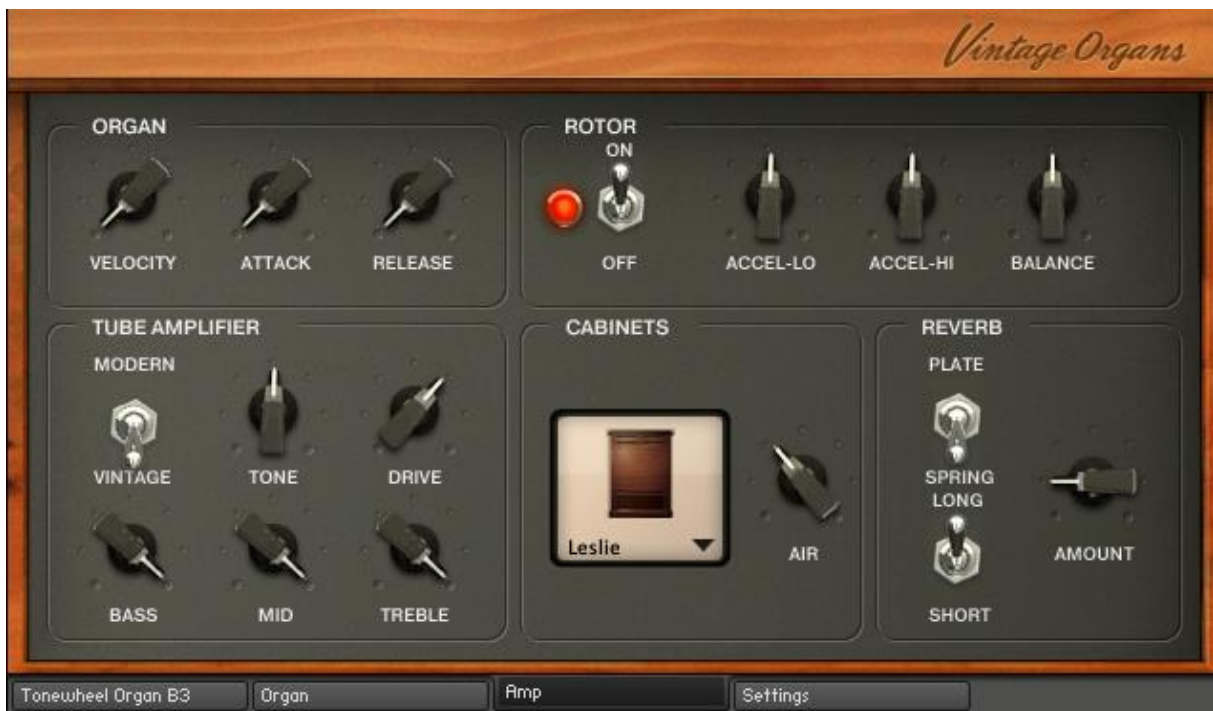 Vintage Organs
ORGAN
VELOCITY ATTACK RELEASE
ROTOR
ON
OFF
ACCEL-LO ACCEL-HI BALANCE
TUBE AMPLIFIER
MODERN
VINTAGE TONE DRIVE
BASS MID TREBLE
CABINETS
Leslie
AIR
REVERB
PLATE
SPRING
LONG
AMOUNT
SHORT
Tonewheel Organ B3 Organ Amp Settings